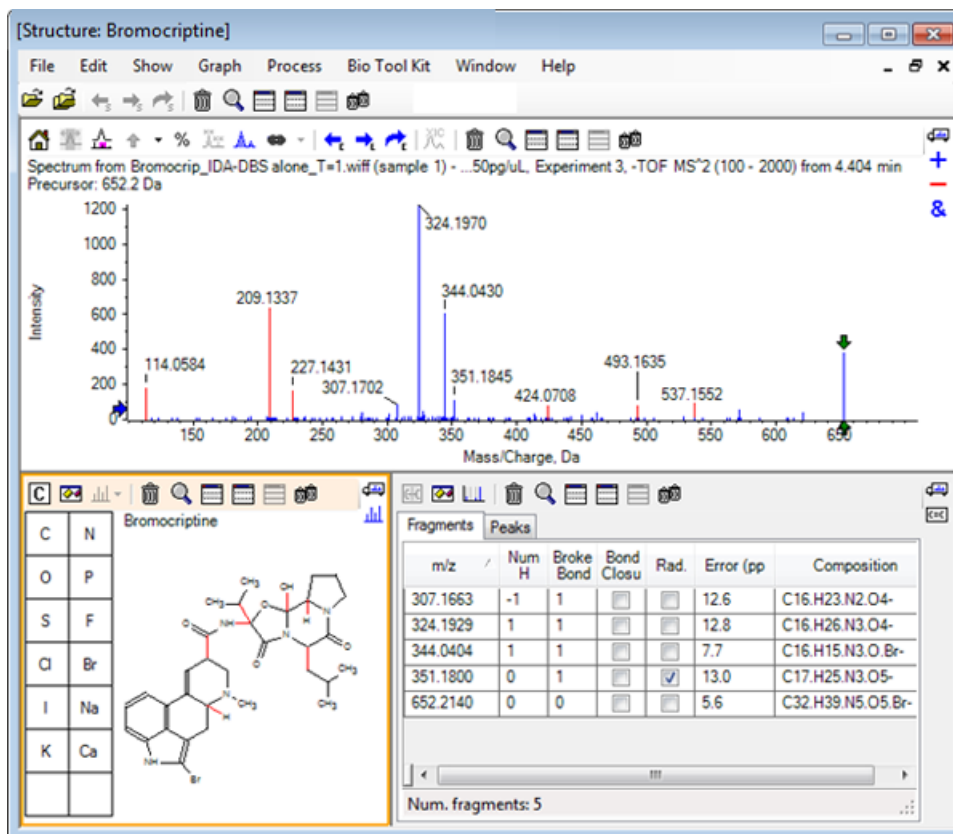 [Structure: Bromocriptine]
File Edit Show Graph Process Bio Tool Kit Window Help
%
Spectrum from Bromocrip_IDA-DBS alone_T=1.wiff (sample 1) - ...50pg/uL, Experiment 3, -TOF MS^2 (100 - 2000) from 4.404 min
Precursor: 652.2 Da
Intensity
1200
1000
800
600
400
200
0
324.1970
344.0430
209.1337
114.0584
227.1431
307.1702
351.1845
424.0708
493.1635
537.1552
150 200 250 300 350 400 450 500 550 600 650
Mass/Charge, Da
+
−
&
C
C N
O P
S F
Cl Br
I Na
K Ca
Bromocriptine
CH3
CH3
OH
O
H
N
O
NH
O
N
O
O
CH3
CH3
N
CH3
H
NH
Br
Fragments Peaks
m/z Num H Broke Bond Bond Closu Rad. Error (pp Composition
307.1663 -1 1 12.6 C16.H23.N2.O4-
324.1929 1 1 12.8 C16.H26.N3.O4-
344.0404 1 1 7.7 C16.H15.N3.O.Br-
351.1800 0 1 13.0 C17.H25.N3.O5-
652.2140 0 0 5.6 C32.H39.N5.O5.Br-
Num. fragments: 5